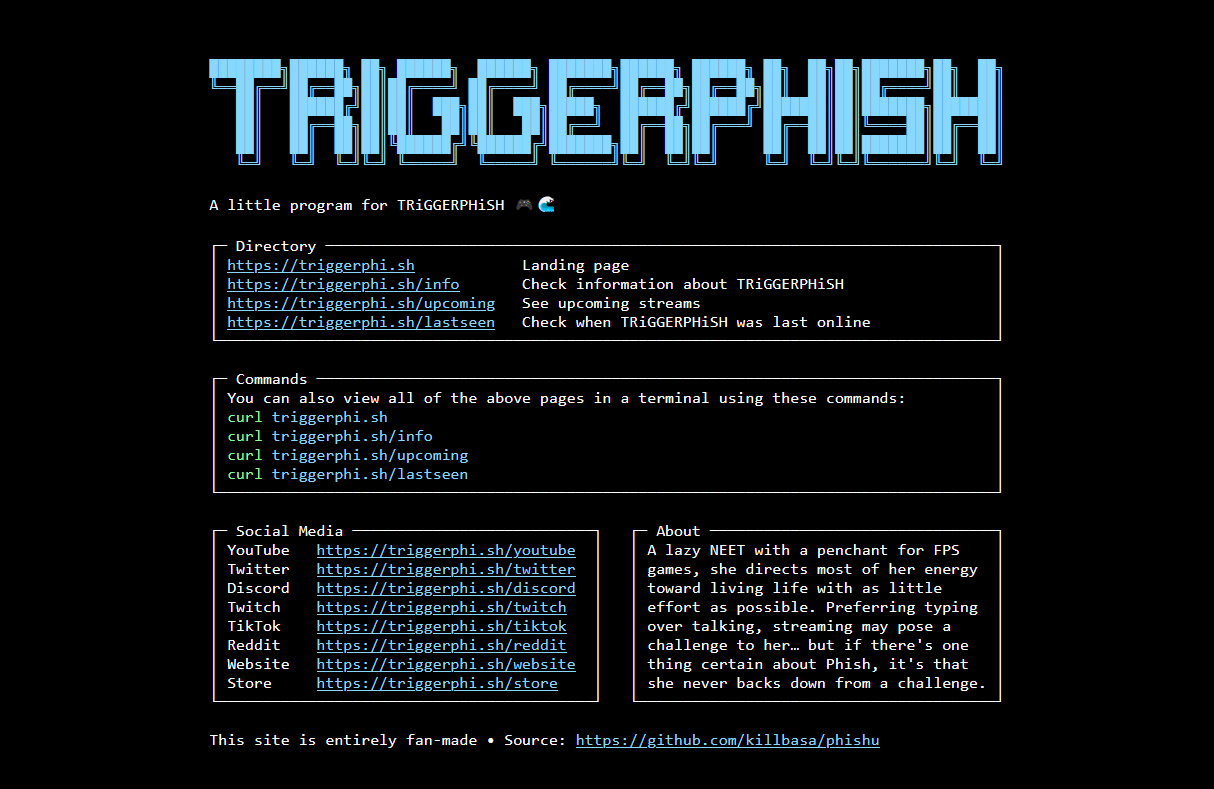 TRIGGERPHISH
A little program for TRiGGERPHiSH 🎮🌊
Directory
https://triggerphi.sh Landing page
https://triggerphi.sh/info Check information about TRiGGERPHiSH
https://triggerphi.sh/upcoming See upcoming streams
https://triggerphi.sh/lastseen Check when TRiGGERPHiSH was last online
Commands
You can also view all of the above pages in a terminal using these commands:
curl triggerphi.sh
curl triggerphi.sh/info
curl triggerphi.sh/upcoming
curl triggerphi.sh/lastseen
Social Media
YouTube https://triggerphi.sh/youtube
Twitter https://triggerphi.sh/twitter
Discord https://triggerphi.sh/discord
Twitch https://triggerphi.sh/twitch
TikTok https://triggerphi.sh/tiktok
Reddit https://triggerphi.sh/reddit
Website https://triggerphi.sh/website
Store https://triggerphi.sh/store
About
A lazy NEET with a penchant for FPS
games, she directs most of her energy
toward living life with as little
effort as possible. Preferring typing
over talking, streaming may pose a
challenge to her… but if there's one
thing certain about Phish, it's that
she never backs down from a challenge.
This site is entirely fan-made • Source: https://github.com/killbasa/phishu